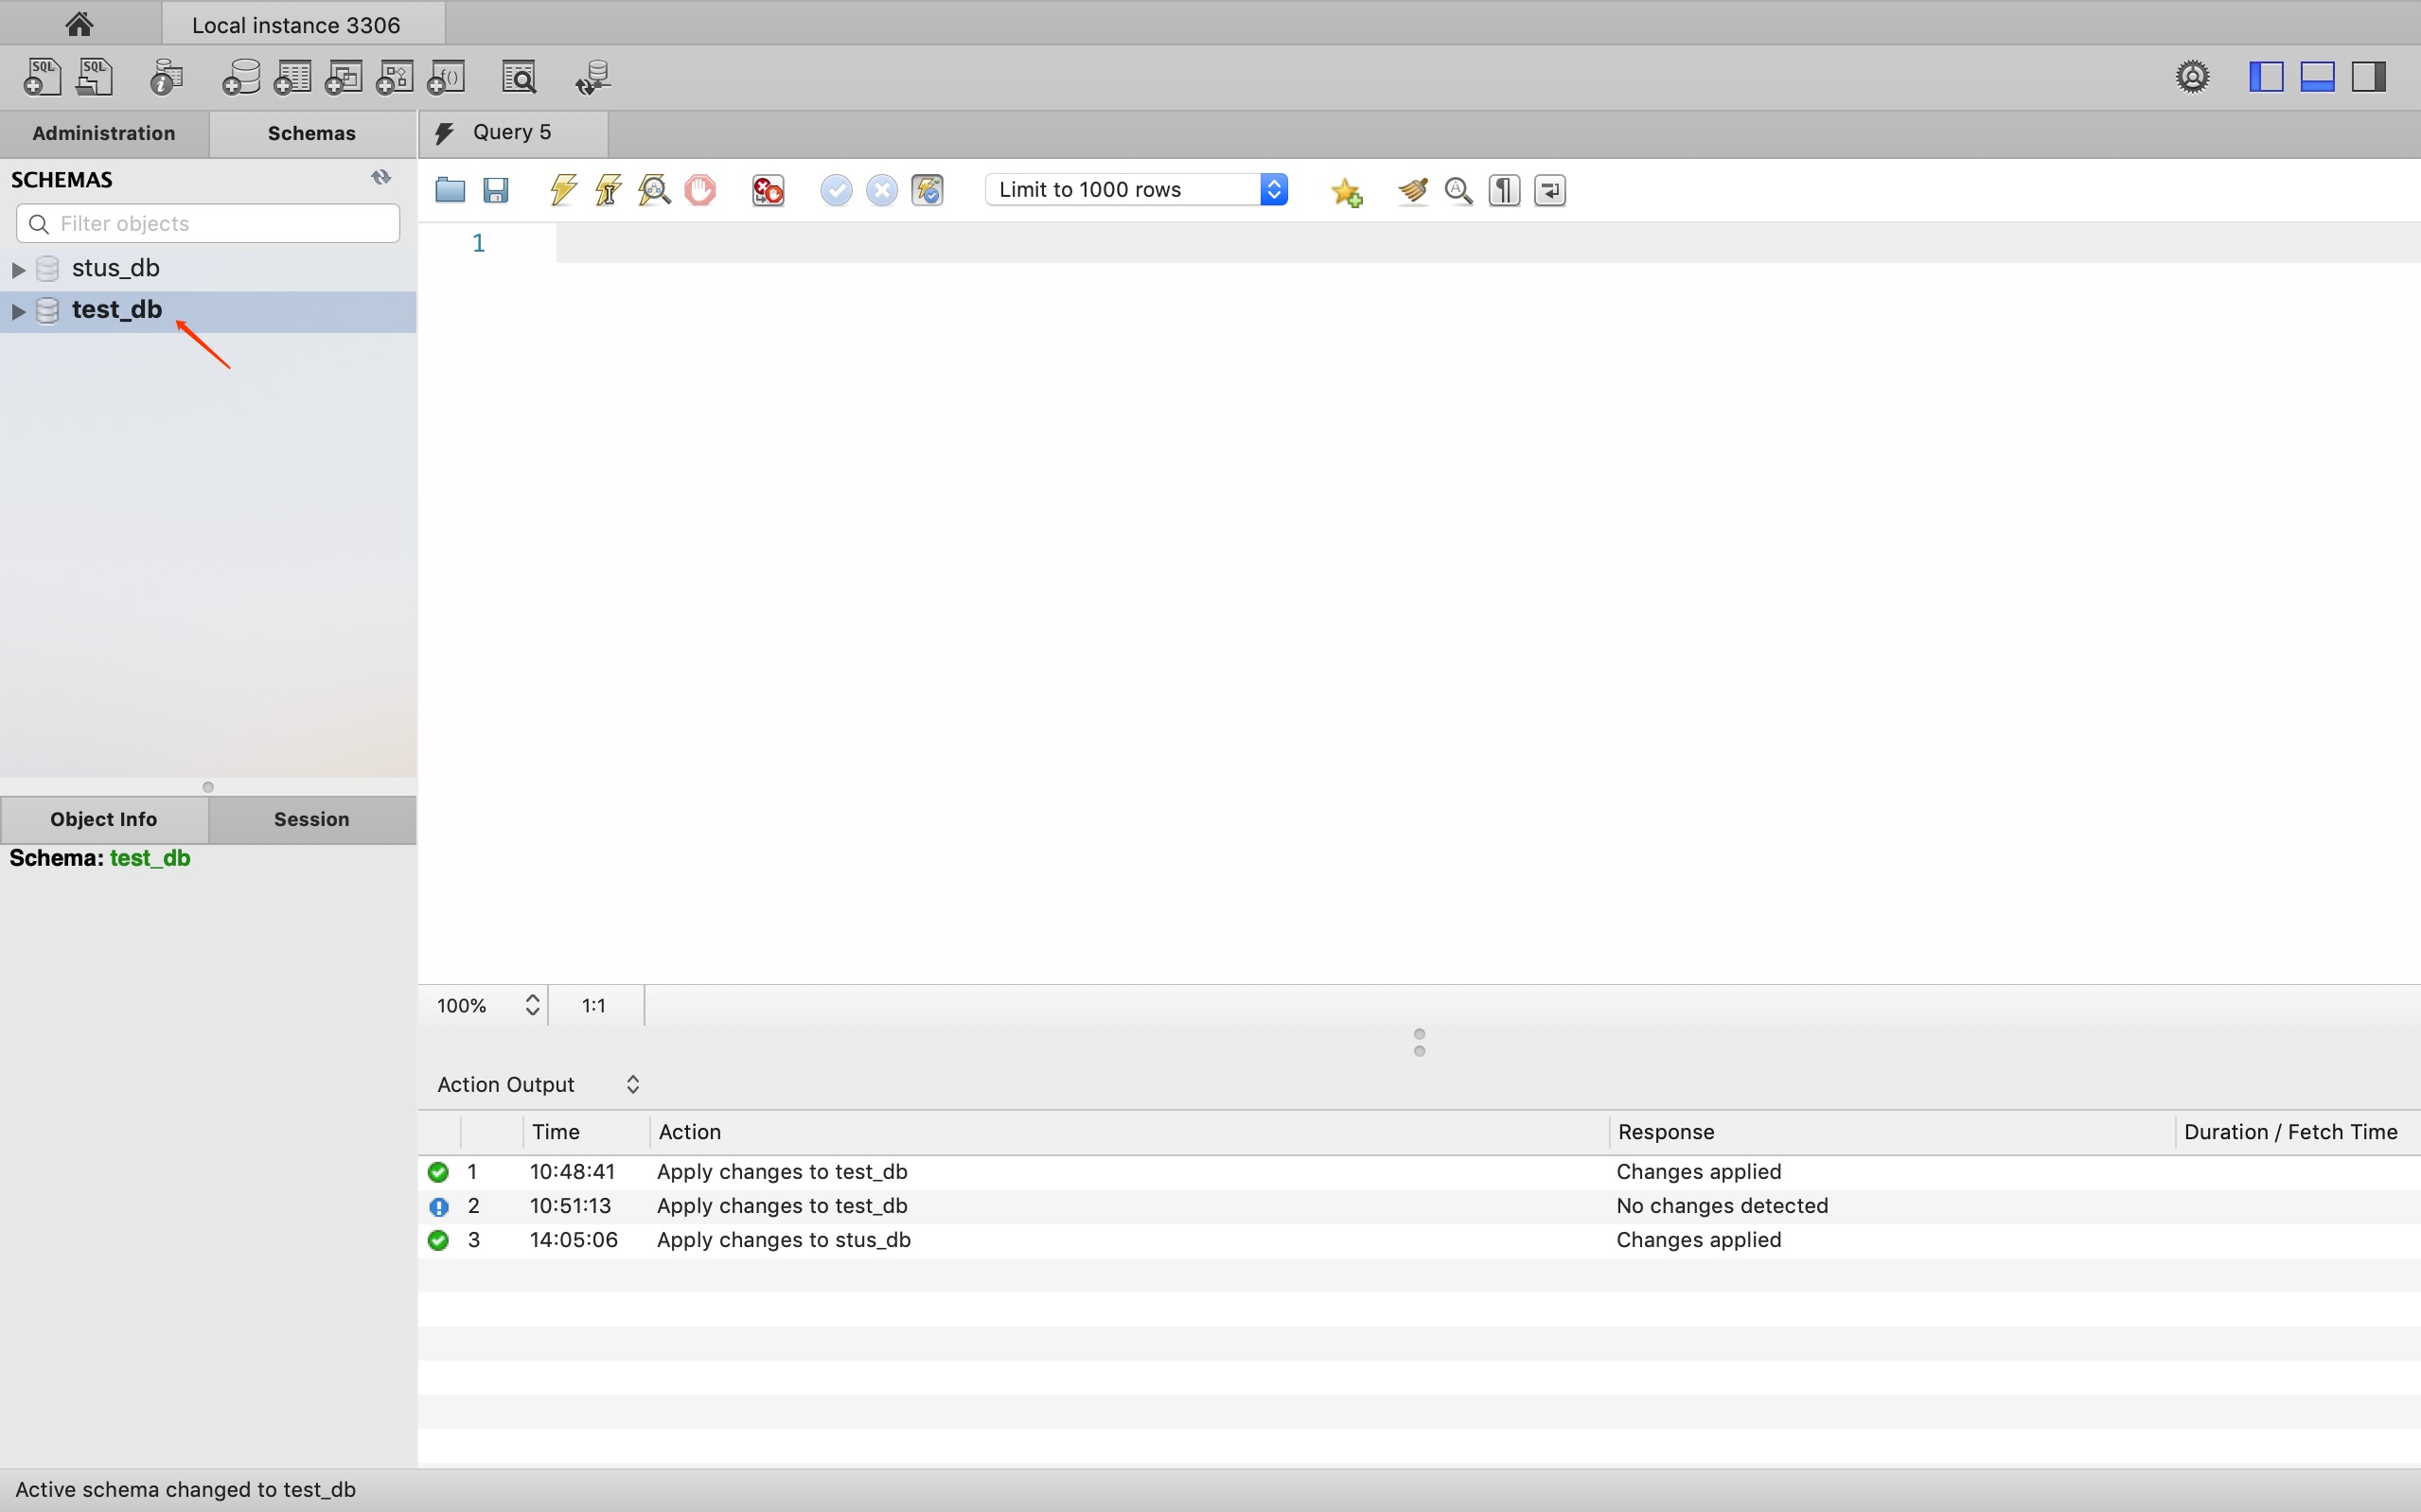 Local instance 3306
SQL SQL
Administration Schemas Query 5
SCHEMAS
Filter objects
Limit to 1000 rows
1
stus_db
test_db
Object Info Session
Schema: test_db
100% 1:1
Action Output
Time Action Response Duration / Fetch Time
1 10:48:41 Apply changes to test_db Changes applied
2 10:51:13 Apply changes to test_db No changes detected
3 14:05:06 Apply changes to stus_db Changes applied
Active schema changed to test_db